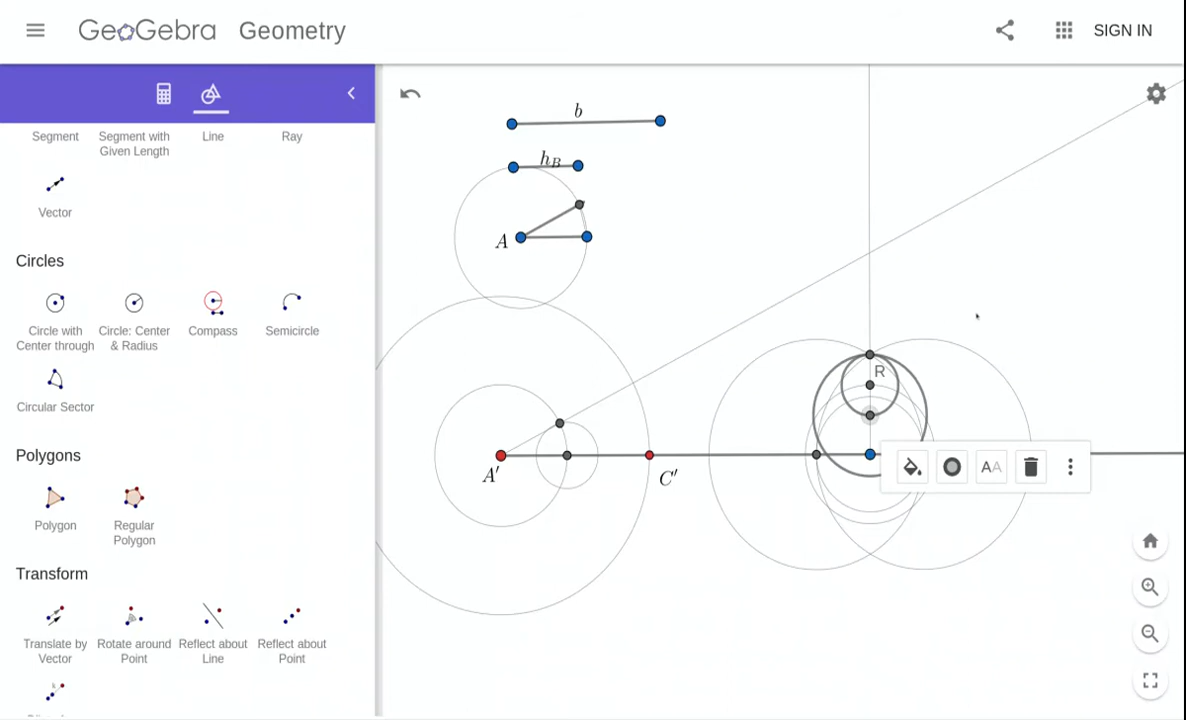 GeoGebra Geometry
SIGN IN
Segment
Segment with
Given Length
Line
Ray
Vector
Circles
Circle with
Center through
Circle: Center
& Radius
Compass
Semicircle
Circular Sector
Polygons
Polygon
Regular
Polygon
Transform
Translate by
Vector
Rotate around
Point
Reflect about
Line
Reflect about
Point
b
h_B
A
R
A'
C'
AA